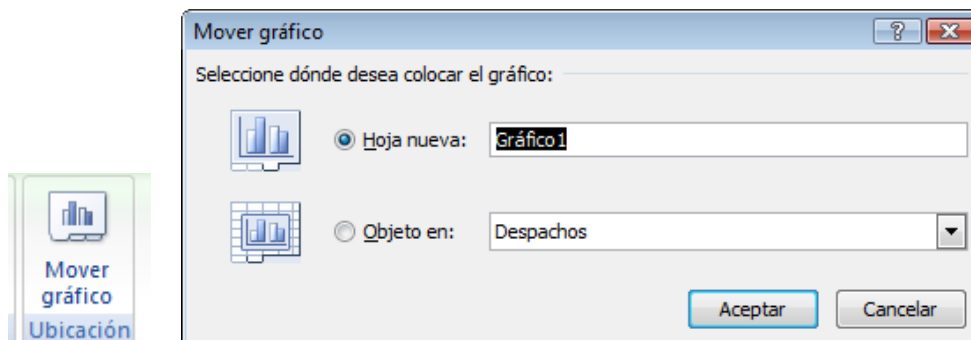 Mover gráfico
Seleccione dónde desea colocar el gráfico:
Hoja nueva: Gráfico1
Objeto en: Despachos
Aceptar Cancelar
Mover
gráfico
Ubicación